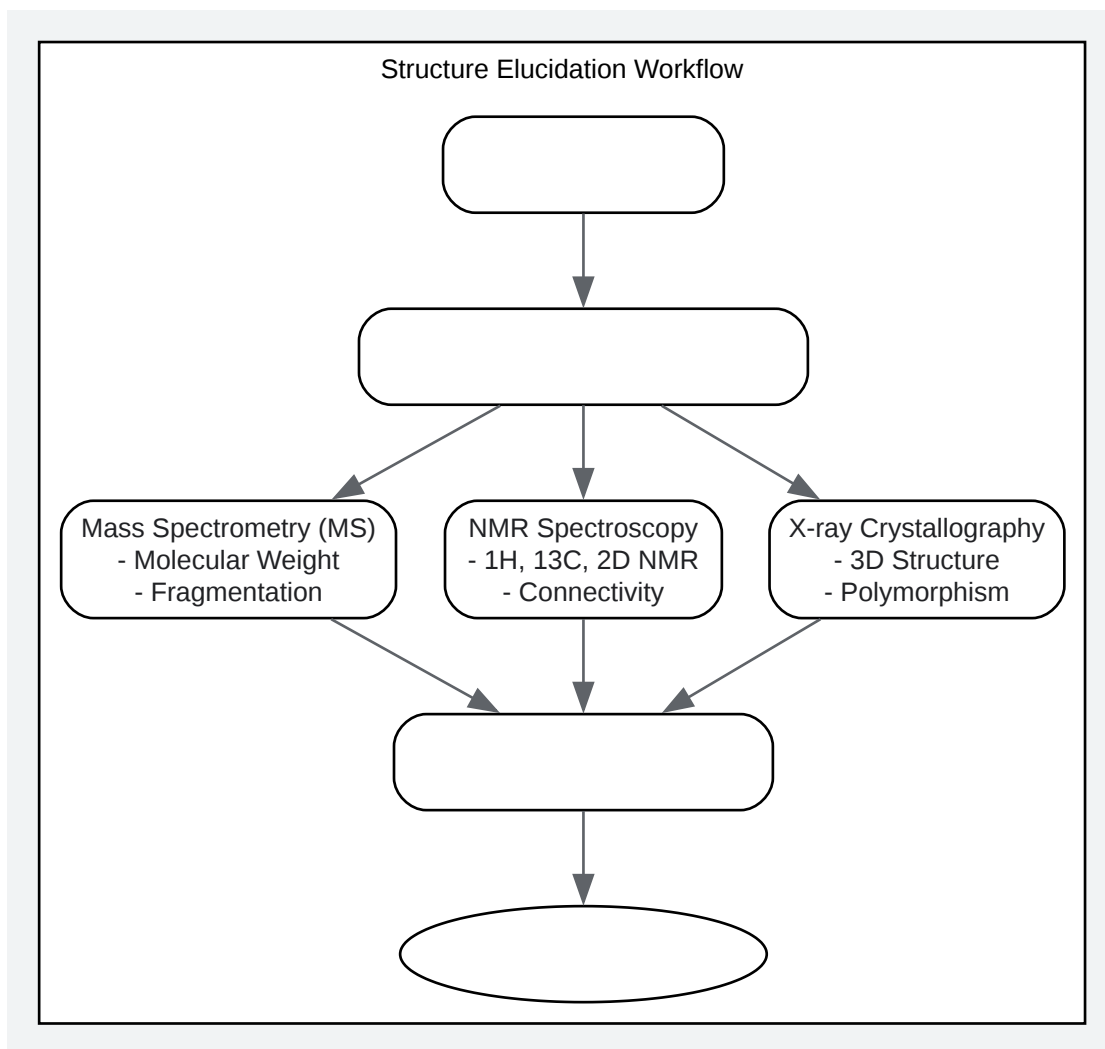 Structure Elucidation Workflow
Mass Spectrometry (MS)
- Molecular Weight
- Fragmentation
NMR Spectroscopy
- 1H, 13C, 2D NMR
- Connectivity
X-ray Crystallography
- 3D Structure
- Polymorphism